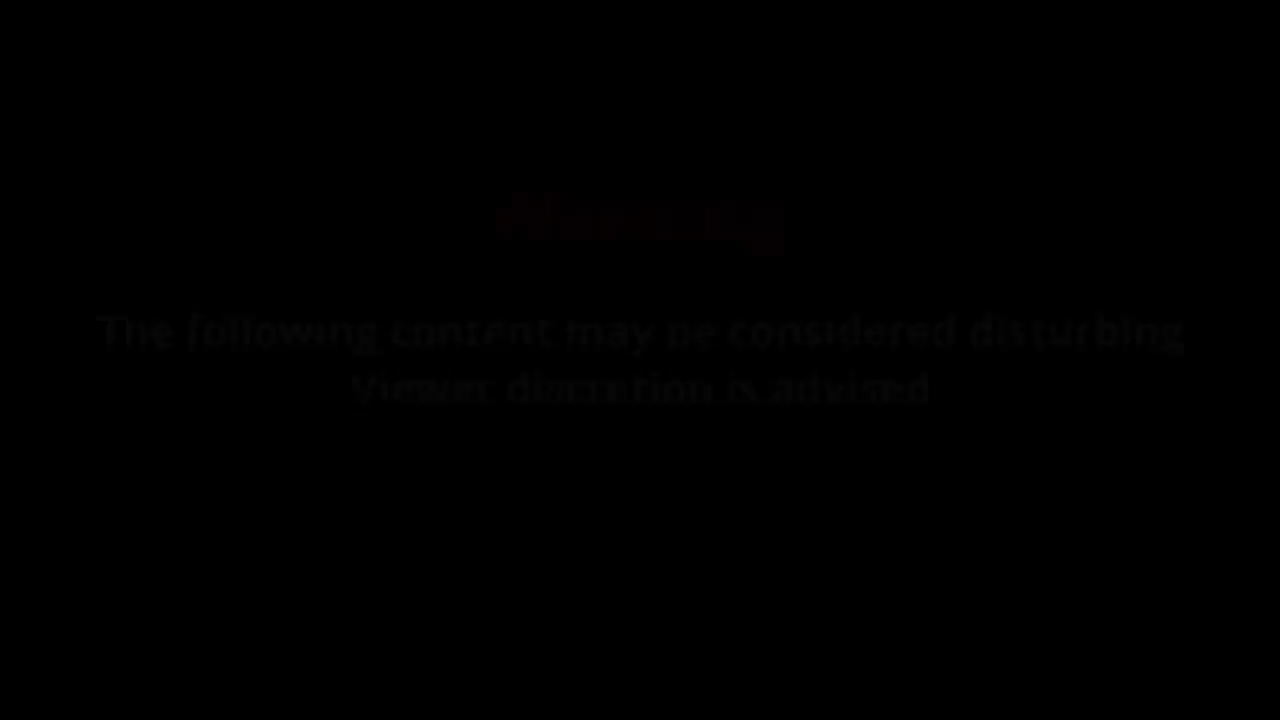 Warning
The following content may be considered disturbing
Viewer discretion is advised